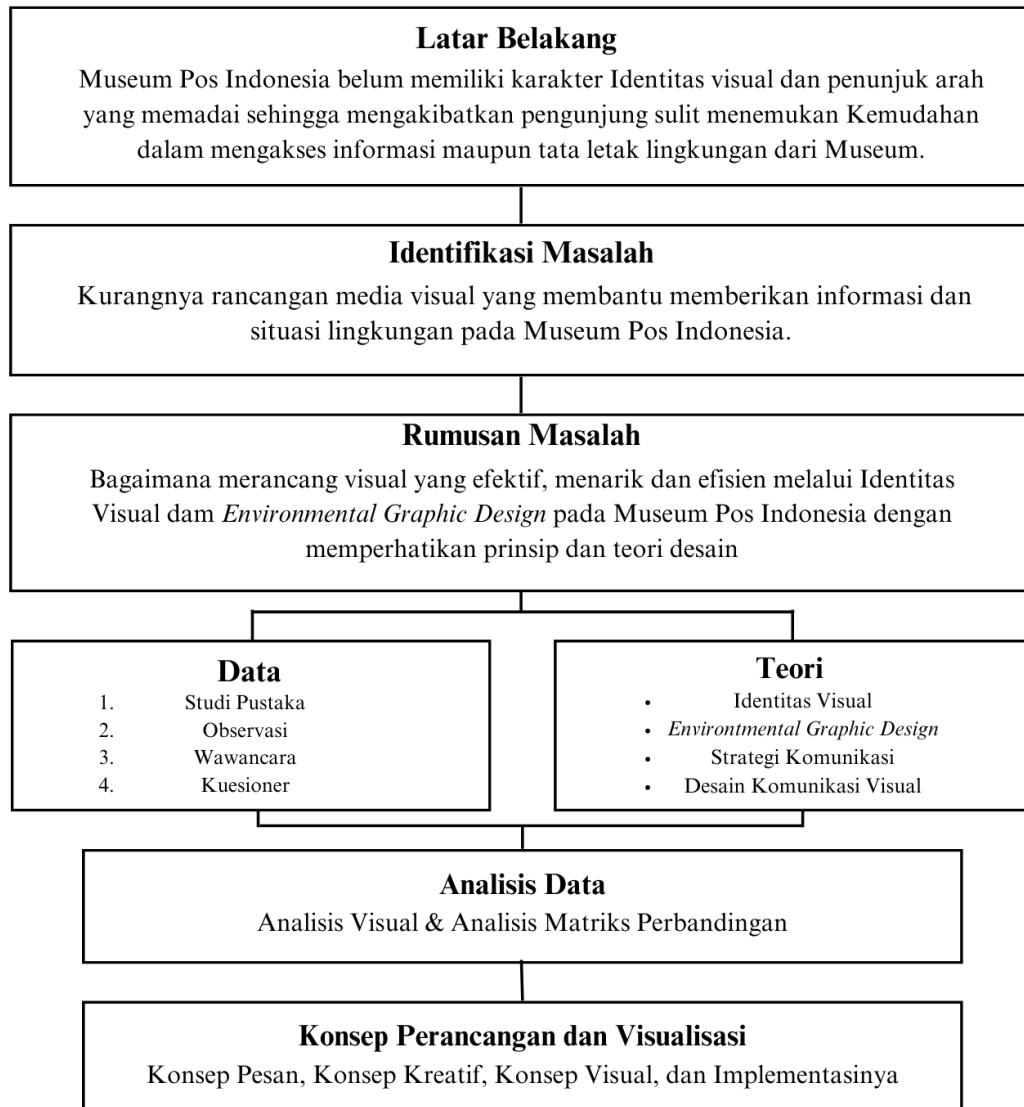 Latar Belakang
Museum Pos Indonesia belum memiliki karakter Identitas visual dan penunjuk arah
yang memadai sehingga mengakibatkan pengunjung sulit menemukan Kemudahan
dalam mengakses informasi maupun tata letak lingkungan dari Museum.
Identifikasi Masalah
Kurangnya rancangan media visual yang membantu memberikan informasi dan
situasi lingkungan pada Museum Pos Indonesia.
Rumusan Masalah
Bagaimana merancang visual yang efektif, menarik dan efisien melalui Identitas
Visual dam Environmental Graphic Design pada Museum Pos Indonesia dengan
memperhatikan prinsip dan teori desain
Data
1. Studi Pustaka
2. Observasi
3. Wawancara
4. Kuesioner
Teori
• Identitas Visual
• Environtmental Graphic Design
• Strategi Komunikasi
• Desain Komunikasi Visual
Analisis Data
Analisis Visual & Analisis Matriks Perbandingan
Konsep Perancangan dan Visualisasi
Konsep Pesan, Konsep Kreatif, Konsep Visual, dan Implementasinya